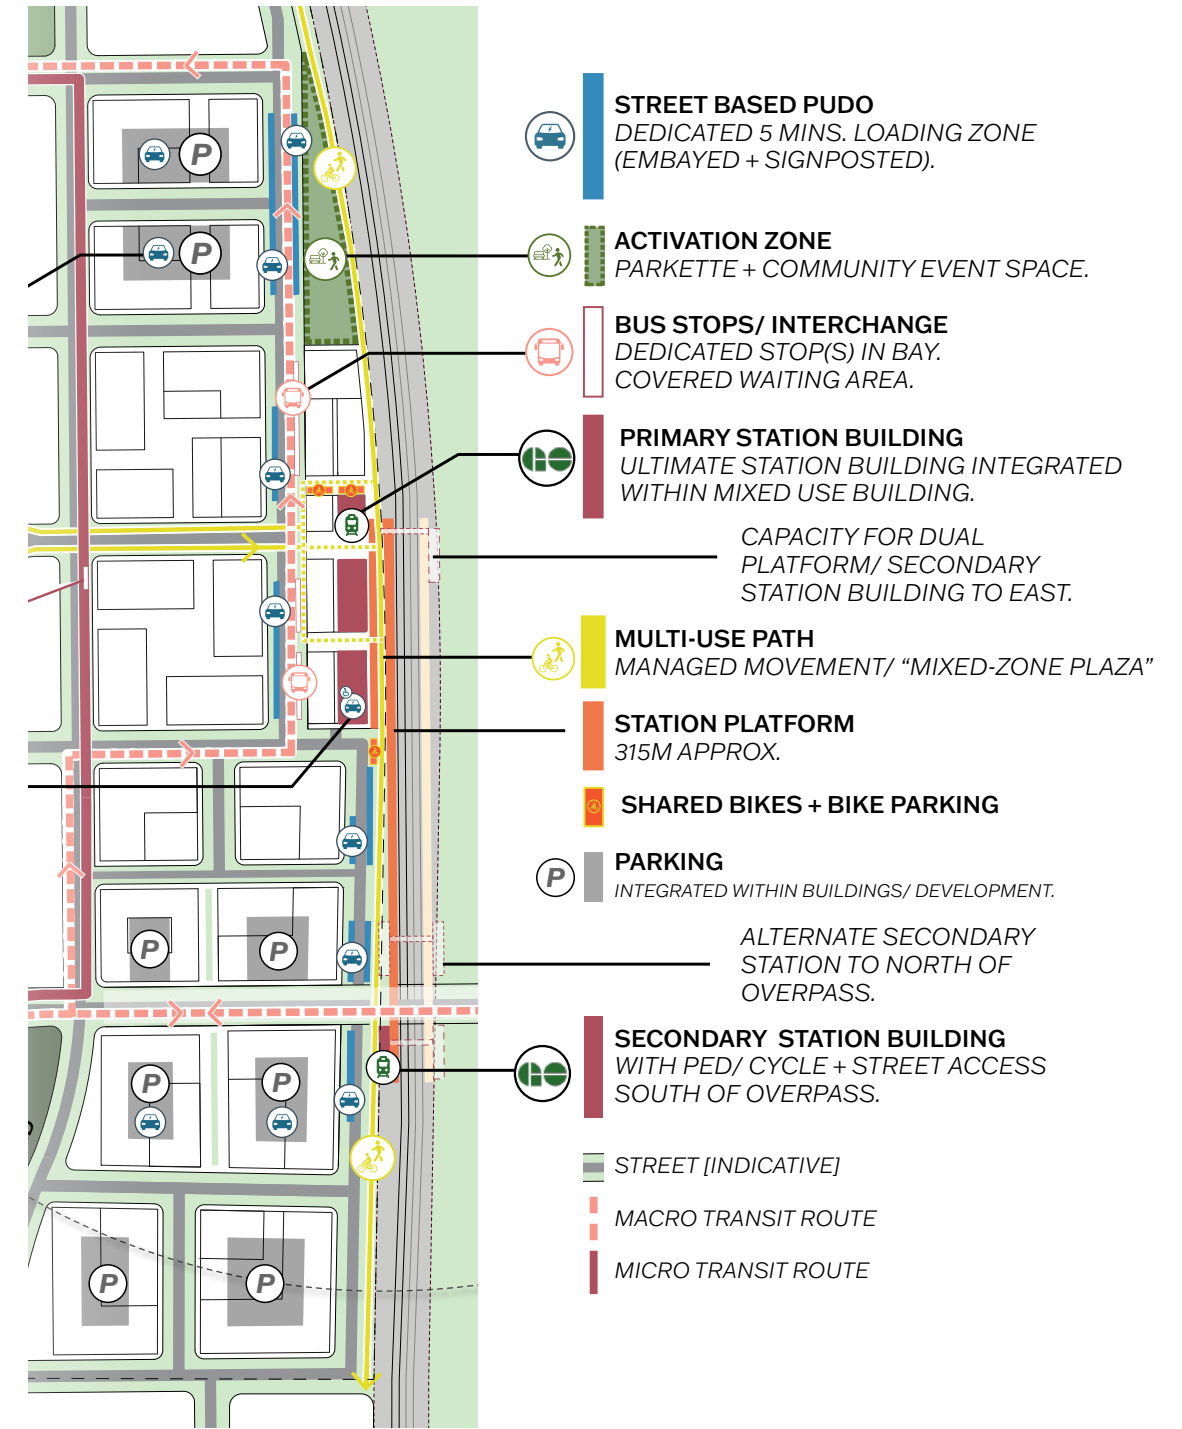 STREET BASED PUDO
DEDICATED 5 MINS. LOADING ZONE
(EMBAYED + SIGNPOSTED).
P
P
ACTIVATION ZONE
PARKETTE + COMMUNITY EVENT SPACE.
BUS STOPS/ INTERCHANGE
DEDICATED STOP(S) IN BAY.
COVERED WAITING AREA.
PRIMARY STATION BUILDING
ULTIMATE STATION BUILDING INTEGRATED
WITHIN MIXED USE BUILDING.
CAPACITY FOR DUAL
PLATFORM/ SECONDARY
STATION BUILDING TO EAST.
MULTI-USE PATH
MANAGED MOVEMENT/ “MIXED-ZONE PLAZA”
STATION PLATFORM
315M APPROX.
SHARED BIKES + BIKE PARKING
P
PARKING
INTEGRATED WITHIN BUILDINGS/ DEVELOPMENT.
P
P
ALTERNATE SECONDARY
STATION TO NORTH OF
OVERPASS.
SECONDARY STATION BUILDING
WITH PED/ CYCLE + STREET ACCESS
SOUTH OF OVERPASS.
P
P
STREET [INDICATIVE]
MACRO TRANSIT ROUTE
MICRO TRANSIT ROUTE
P
P